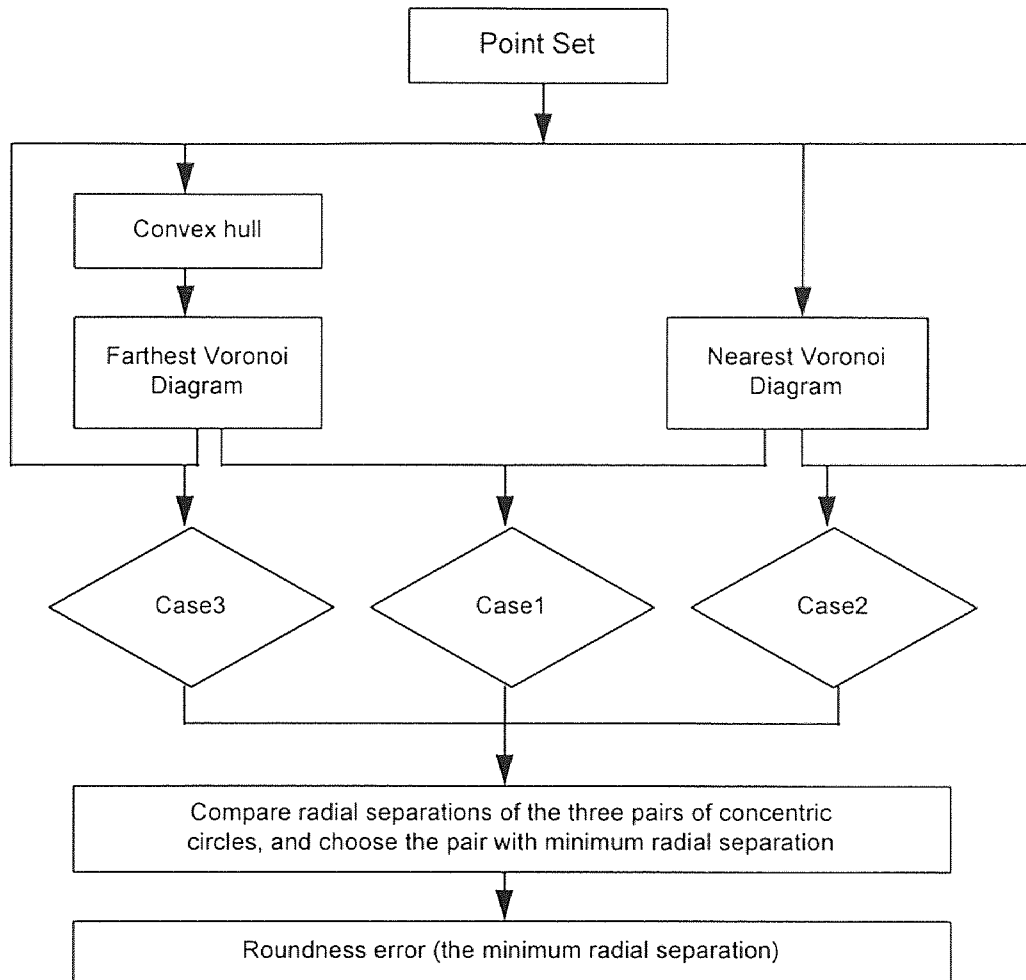 Point Set
Convex hull
Farthest Voronoi
Diagram
Nearest Voronoi
Diagram
Case3
Case1
Case2
Compare radial separations of the three pairs of concentric
circles, and choose the pair with minimum radial separation
Roundness error (the minimum radial separation)